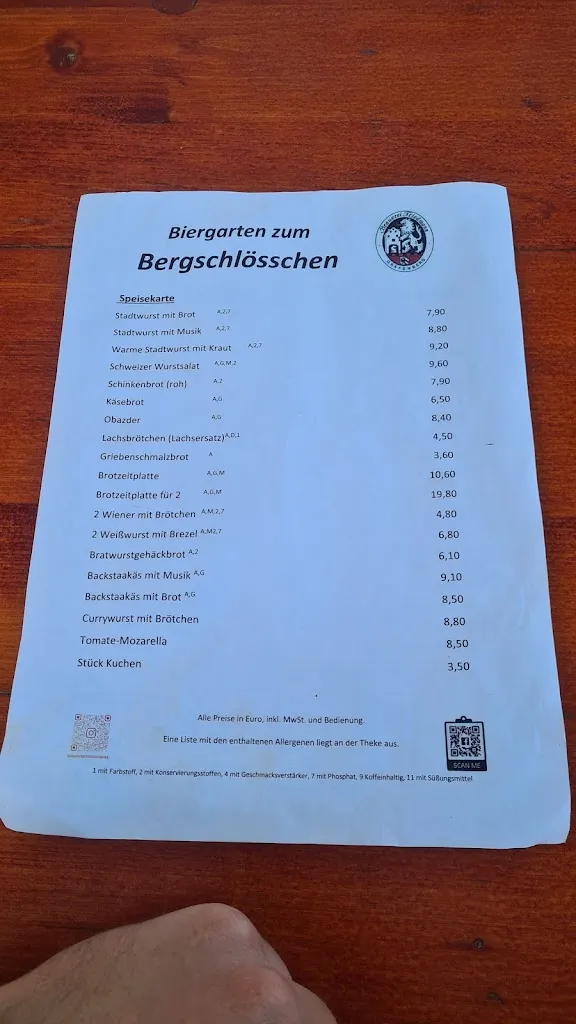 Biergarten zum
Bergschlösschen
Speisekarte
Stadtwurst mit Brot A,2,7 7,90
Stadtwurst mit Musik A,2,7 8,80
Warme Stadtwurst mit Kraut A,2,7 9,20
Schweizer Wurstsalat A,G,M,2 9,60
Schinkenbrot (roh) A,2 7,90
Käsebrot A,G 6,50
Obazder A,G 8,40
Lachsbrötchen (Lachsersatz) A,D,1 4,50
Griebenschmalzbrot A 3,60
Brotzeitplatte A,G,M 10,60
Brotzeitplatte für 2 A,G,M 19,80
2 Wiener mit Brötchen A,M,2,7 4,80
2 Weißwurst mit Brezel A,M2,7 6,80
Bratwurstgehäckbrot A,2 6,10
Backstaakäs mit Musik A,G 9,10
Backstaakäs mit Brot A,G 8,50
Currywurst mit Brötchen 8,80
Tomate-Mozarella 8,50
Stück Kuchen 3,50
Alle Preise in Euro, inkl. MwSt. und Bedienung.
Eine Liste mit den enthaltenen Allergenen liegt an der Theke aus.
SCAN ME
1 mit Farbstoff, 2 mit Konservierungsstoffen, 4 mit Geschmacksverstärker, 7 mit Phosphat, 9 Koffeinhaltig, 11 mit Süßungsmittel